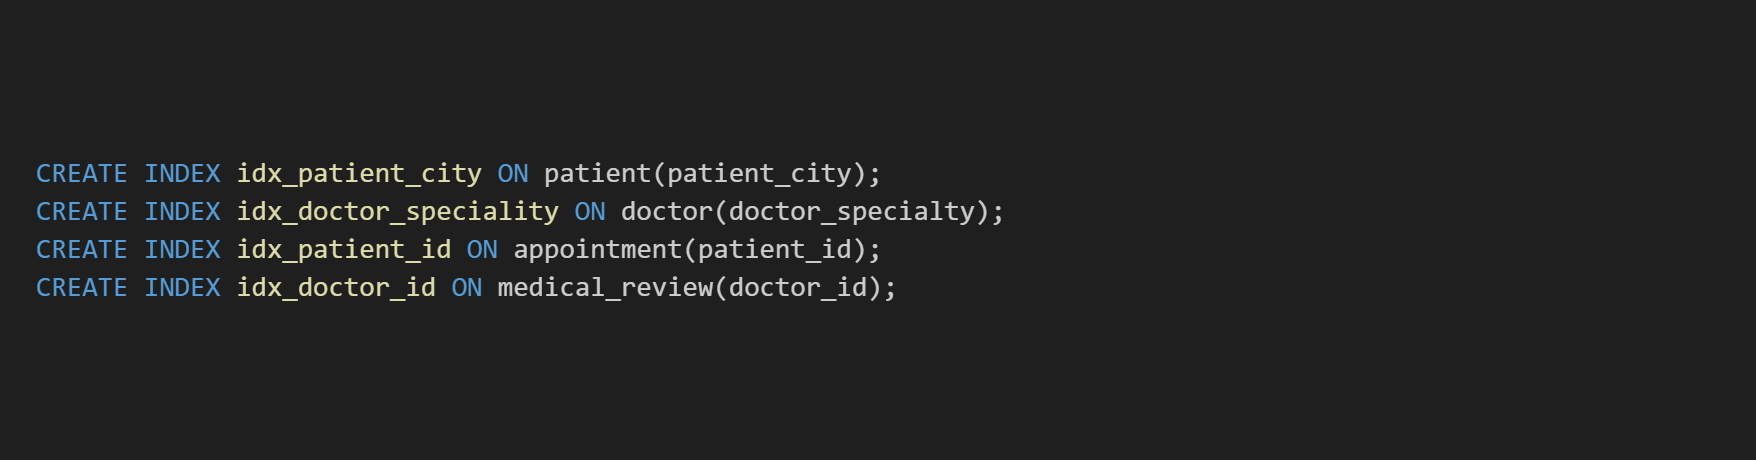 CREATE INDEX idx_patient_city ON patient(patient_city);
CREATE INDEX idx_doctor_speciality ON doctor(doctor_specialty);
CREATE INDEX idx_patient_id ON appointment(patient_id);
CREATE INDEX idx_doctor_id ON medical_review(doctor_id);